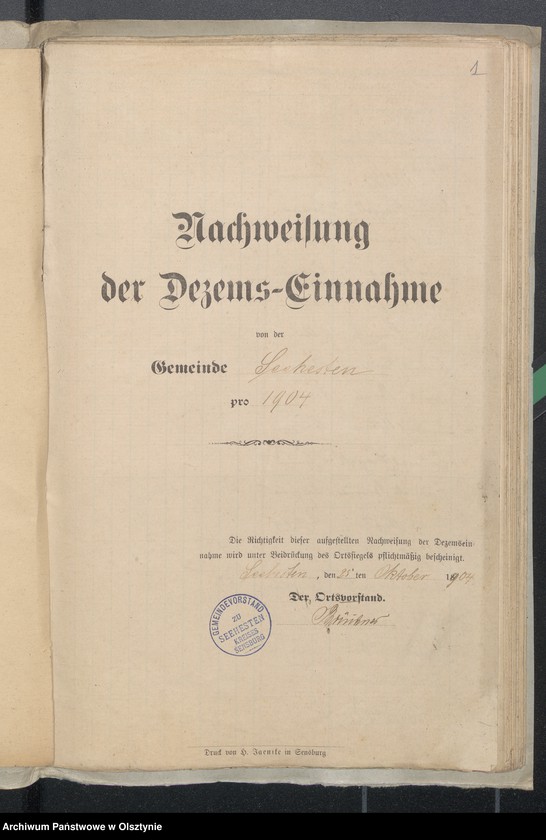 1
Nachweisung
der Dezems-Einnahme
von der
Gemeinde Seehesten
pro 1904
Die Richtigkeit dieser aufgestellten Nachweisung der Dezemsein
nahme wird unter Beidrückung des Ortssiegels pflichtmäßig bescheinigt.
Seehesten, den 25 ten Oktober 1904
Der Ortsvorstand.
GEMEINDEVORSTAND
ZU
SEEHESTEN
KREISES
SENSBURG
Druck von H. Zaenike in Sensburg
Archiwum Państwowe w Olsztynie